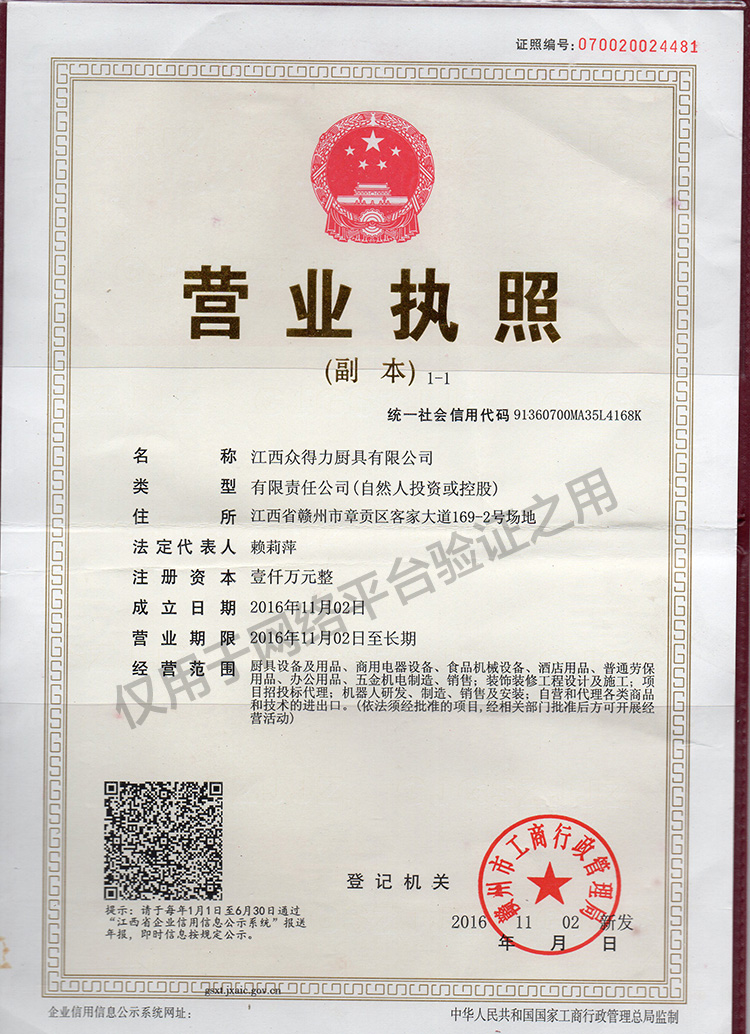 证照编号:070020024481
营业执照
(副 本) 1-1
统一社会信用代码 91360700MA35L4168K
名 称 江西众得力厨具有限公司
类 型 有限责任公司(自然人投资或控股)
住 所 江西省赣州市章贡区客家大道169-2号场地
法定代表人 赖莉萍
注册资本 壹仟万元整
成立日期 2016年11月02日
营业期限 2016年11月02日至长期
经营范围 厨具设备及用品、商用电器设备、食品机械设备、酒店用品、普通劳保
用品、办公用品、五金机电制造、销售; 装饰装修工程设计及施工; 项
目招投标代理; 机器人研发、制造、销售及安装; 自营和代理各类商品
和技术的进出口。(依法须经批准的项目,经相关部门批准后方可开展经
营活动)
仅用于网络平台验证之用
赣州市工商行政管理局
登记机关
2016 11 02 新发
年 月 日
提示: 请于每年1月1日至6月30日通过
“江西省企业信用信息公示系统”报送
年报, 即时信息按规定公示。
gsxt.jxaic.gov.cn
企业信用信息公示系统网址:
中华人民共和国国家工商行政管理总局监制